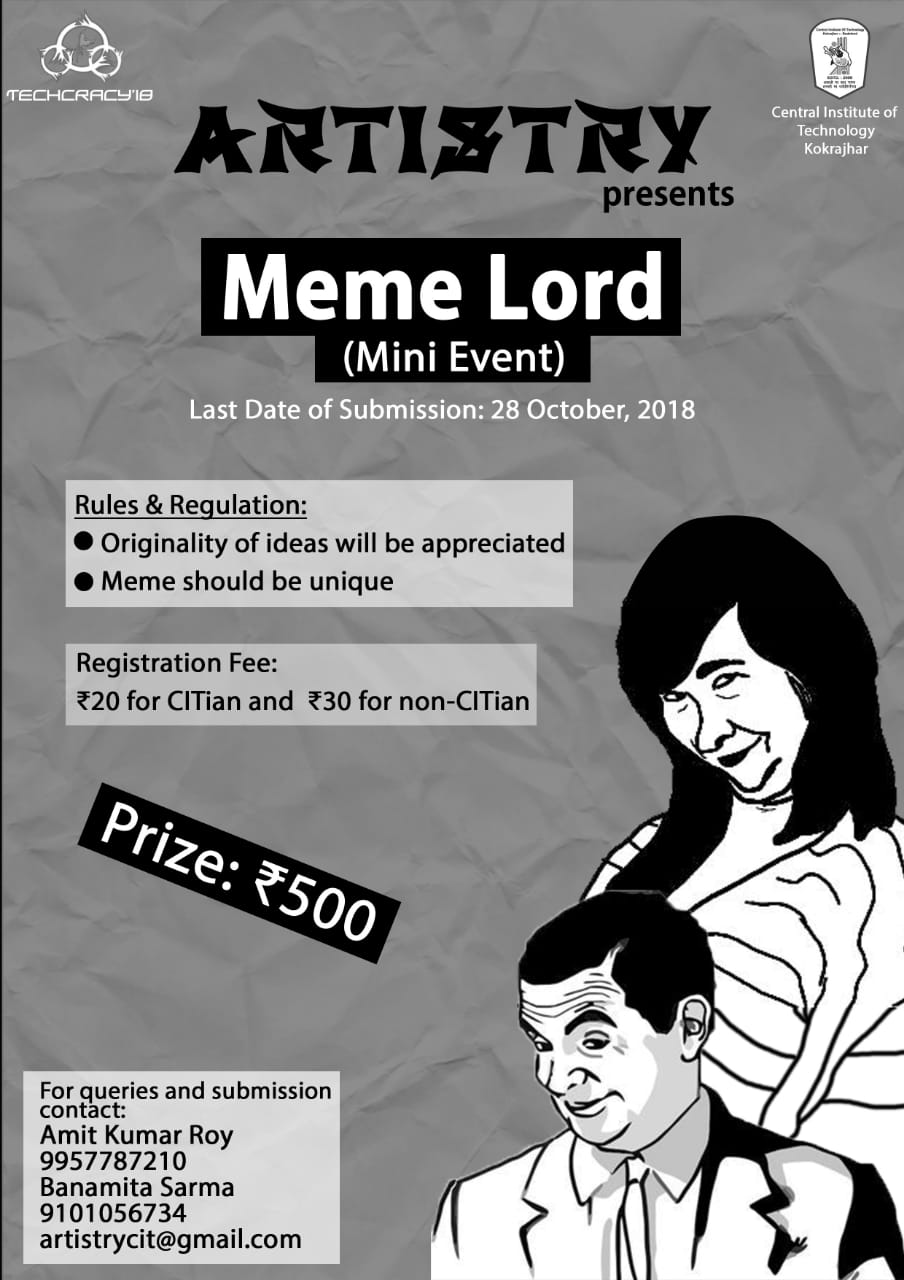 TECHCRACY'18
Central Institute of
Technology
Kokrajhar
ARTISTRY
presents
Meme Lord
(Mini Event)
Last Date of Submission: 28 October, 2018
Rules & Regulation:
● Originality of ideas will be appreciated
● Meme should be unique
Registration Fee:
₹20 for CITian and ₹30 for non-CITian
Prize: ₹500
For queries and submission
contact:
Amit Kumar Roy
9957787210
Banamita Sarma
9101056734
artistrycit@gmail.com